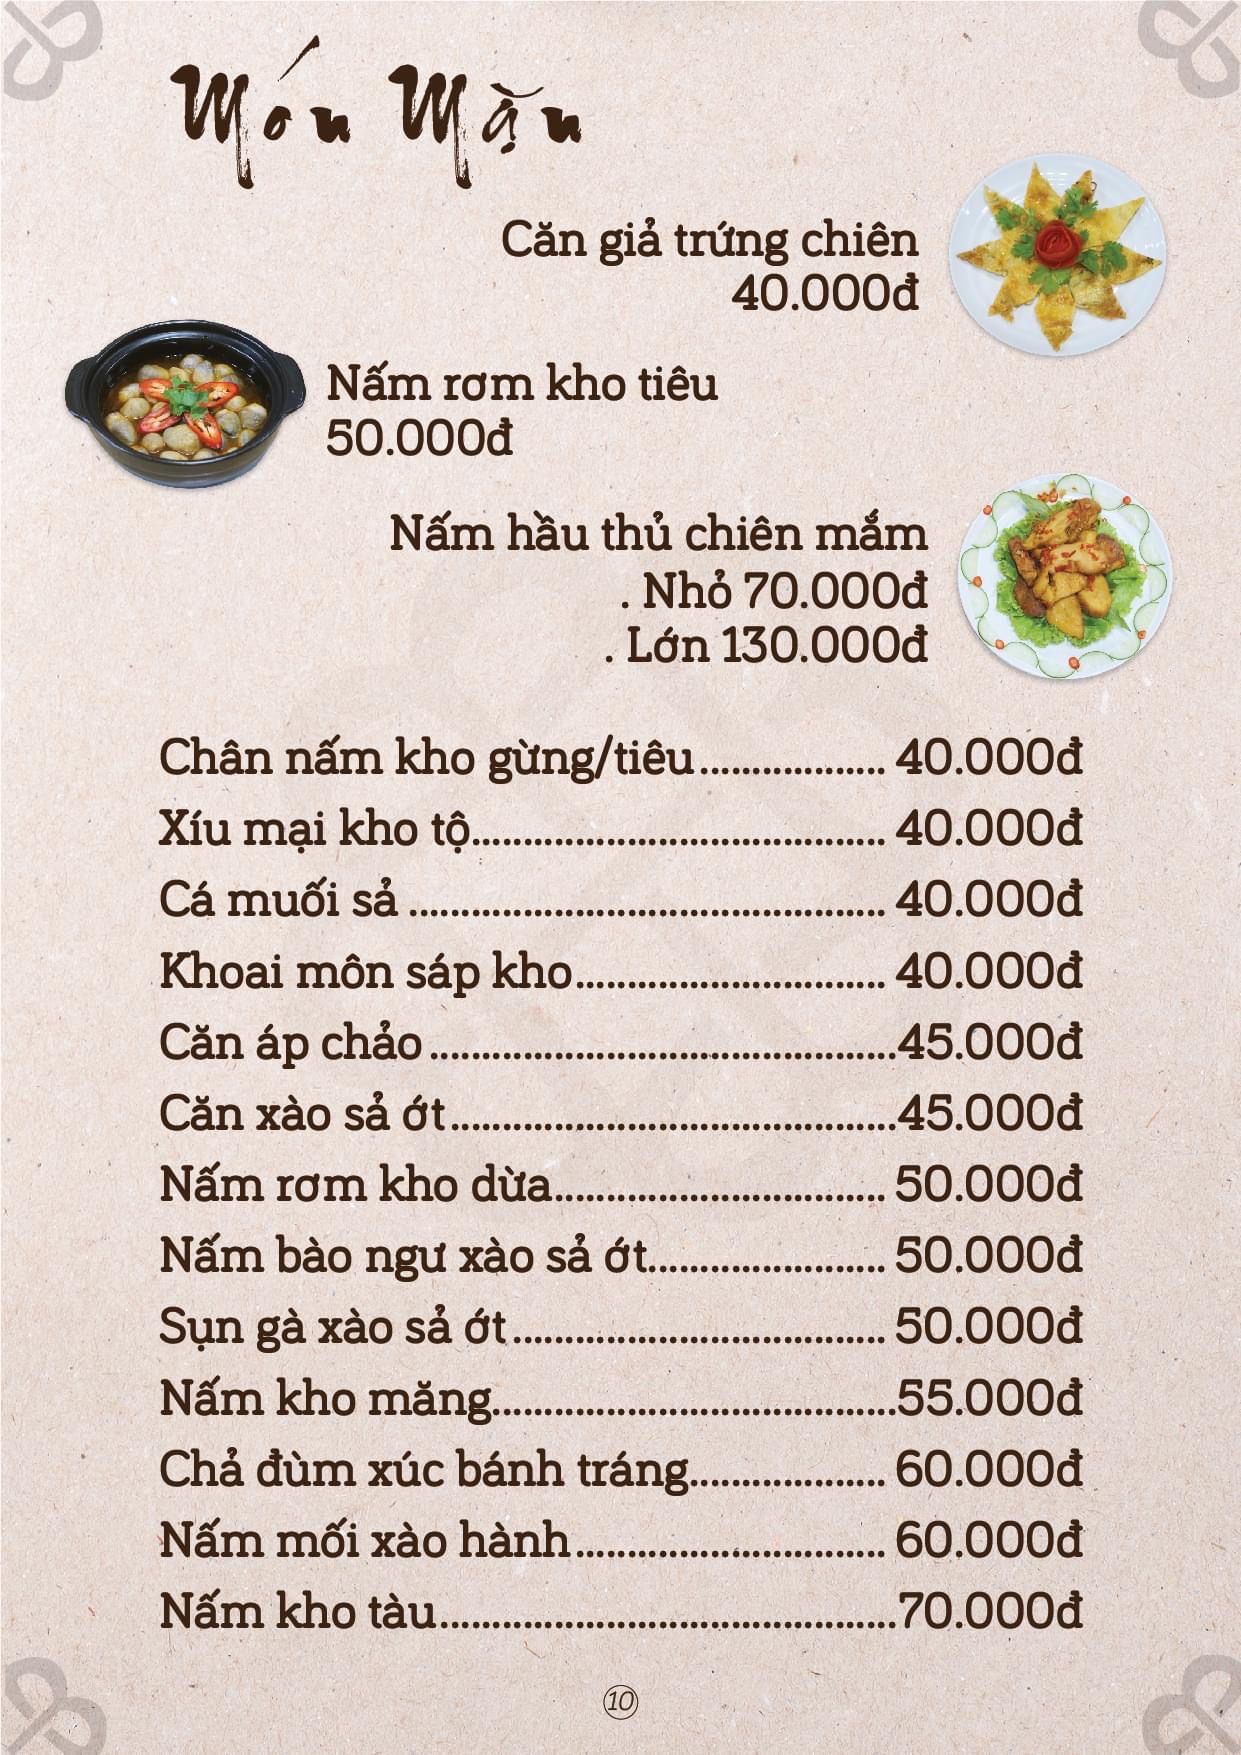 Món Mặn
Căn giả trứng chiên
40.000đ
Nấm rơm kho tiêu
50.000đ
Nấm hầu thủ chiên mắm
. Nhỏ 70.000đ
. Lớn 130.000đ
Chân nấm kho gừng/tiêu.................. 40.000đ
Xíu mại kho tộ........................................ 40.000đ
Cá muối sả .............................................. 40.000đ
Khoai môn sáp kho.............................. 40.000đ
Căn áp chảo.............................................45.000đ
Căn xào sả ớt...........................................45.000đ
Nấm rơm kho dừa................................ 50.000đ
Nấm bào ngư xào sả ớt....................... 50.000đ
Sụn gà xào sả ớt.................................... 50.000đ
Nấm kho măng.......................................55.000đ
Chả đùm xúc bánh tráng................... 60.000đ
Nấm mối xào hành.............................. 60.000đ
Nấm kho tàu............................................70.000đ
10